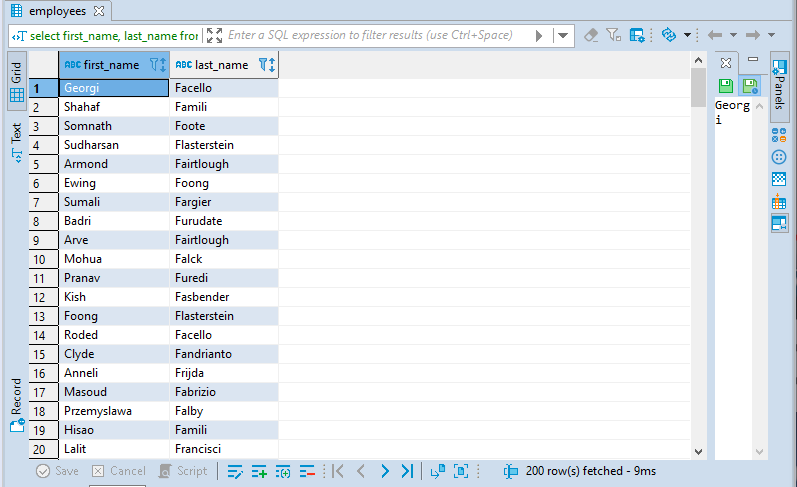 employees
select first_name, last_name from
Enter a SQL expression to filter results (use Ctrl+Space)
Grid
Text
Record
ABC first_name ABC last_name
1 Georgi Facello
2 Shahaf Famili
3 Somnath Foote
4 Sudharsan Flasterstein
5 Armond Fairtlough
6 Ewing Foong
7 Sumali Fargier
8 Badri Furudate
9 Arve Fairtlough
10 Mohua Falck
11 Pranav Furedi
12 Kish Fasbender
13 Foong Flasterstein
14 Roded Facello
15 Clyde Fandrianto
16 Anneli Frijda
17 Masoud Fabrizio
18 Przemyslawa Falby
19 Hisao Famili
20 Lalit Francisci
Georg
i
Panels
Save Cancel Script 200 row(s) fetched - 9ms